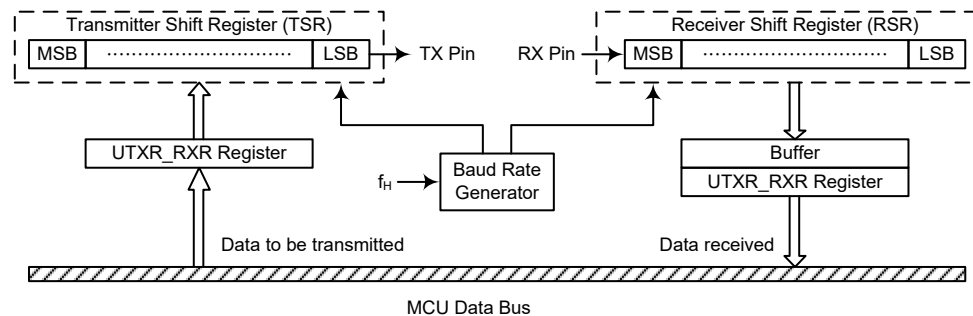 Transmitter Shift Register (TSR)
MSB ………………………… LSB
TX Pin
RX Pin
Receiver Shift Register (RSR)
MSB ………………………… LSB
UTXR_RXR Register
fH
Baud Rate
Generator
Buffer
UTXR_RXR Register
Data to be transmitted
Data received
MCU Data Bus